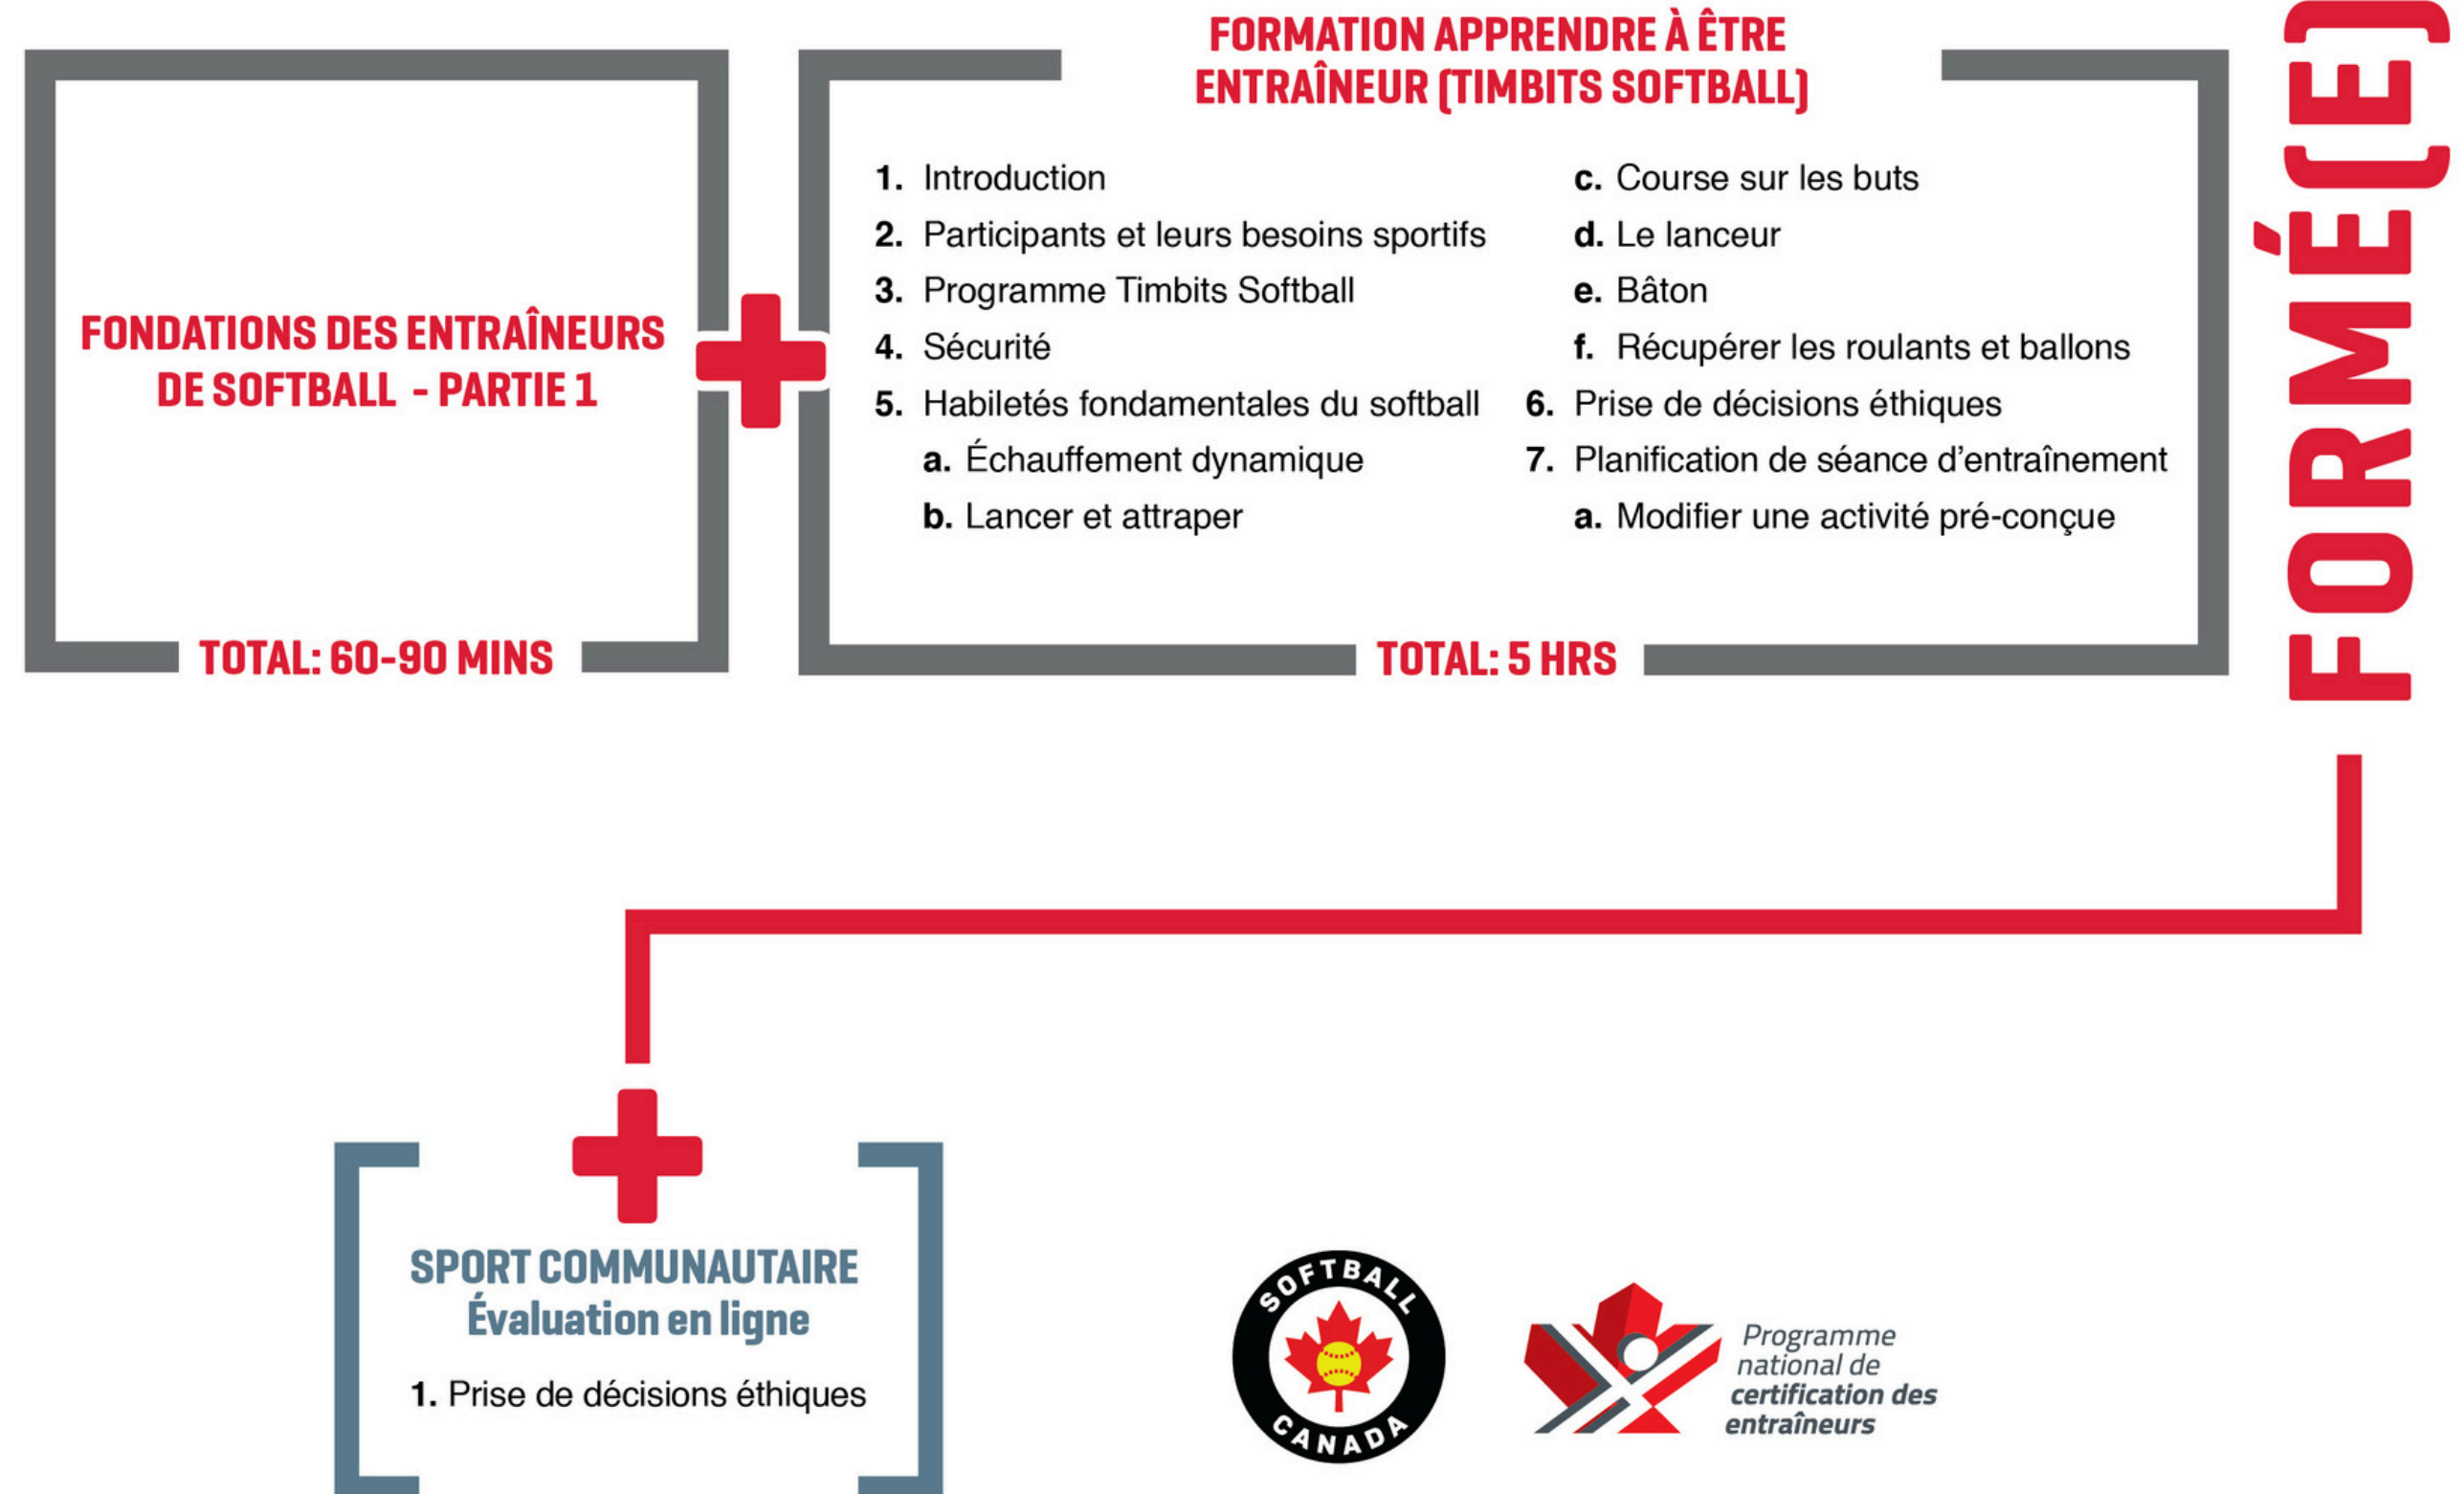 FONDATIONS DES ENTRAÎNEURS
DE SOFTBALL - PARTIE 1
TOTAL: 60-90 MINS
FORMATION APPRENDRE À ÊTRE
ENTRAÎNEUR (TIMBITS SOFTBALL)
1. Introduction
2. Participants et leurs besoins sportifs
3. Programme Timbits Softball
4. Sécurité
5. Habiletés fondamentales du softball
a. Échauffement dynamique
b. Lancer et attraper
c. Course sur les buts
d. Le lanceur
e. Bâton
f. Récupérer les roulants et ballons
6. Prise de décisions éthiques
7. Planification de séance d'entraînement
a. Modifier une activité pré-conçue
TOTAL: 5 HRS
FORMÉ(E)
SPORT COMMUNAUTAIRE
Évaluation en ligne
1. Prise de décisions éthiques
SOFTBALL
CANADA
Programme
national de
certification des
entraîneurs